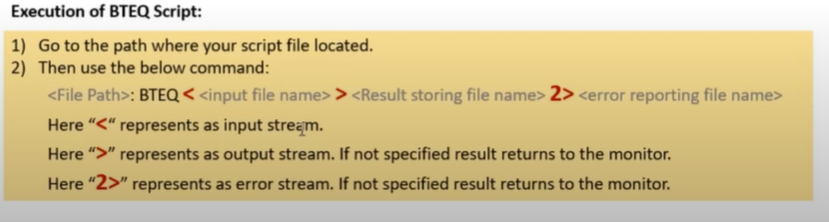 Execution of BTEQ Script:
1) Go to the path where your script file located.
2) Then use the below command:
<File Path>: BTEQ < <input file name> > <Result storing file name> 2> <error reporting file name>
Here “<“ represents as input stream.
Here “>” represents as output stream. If not specified result returns to the monitor.
Here “2>” represents as error stream. If not specified result returns to the monitor.